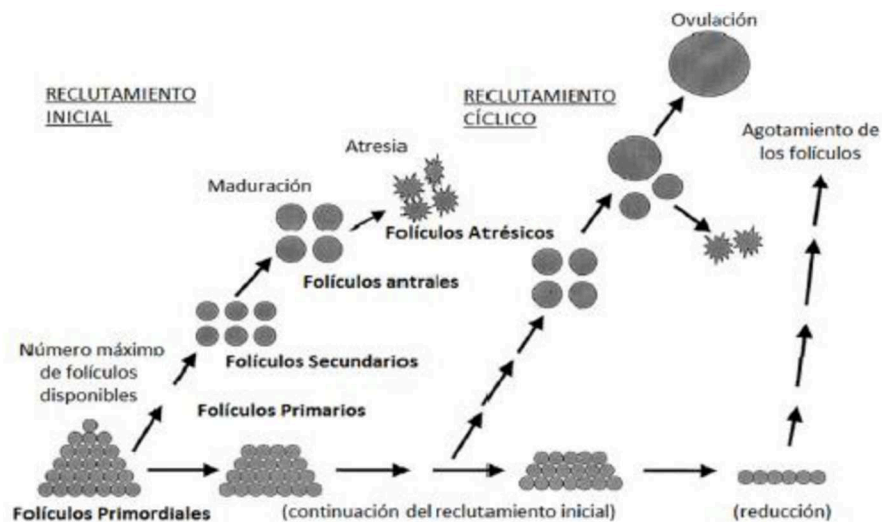 Ovulación
RECLUTAMIENTO
INICIAL
RECLUTAMIENTO
CÍCLICO
Agotamiento de
los folículos
Atresia
Maduración
Folículos Atrésicos
Folículos antrales
Número máximo
de folículos
disponibles
Folículos Secundarios
Folículos Primarios
Folículos Primordiales
(continuación del reclutamiento inicial)
(reducción)